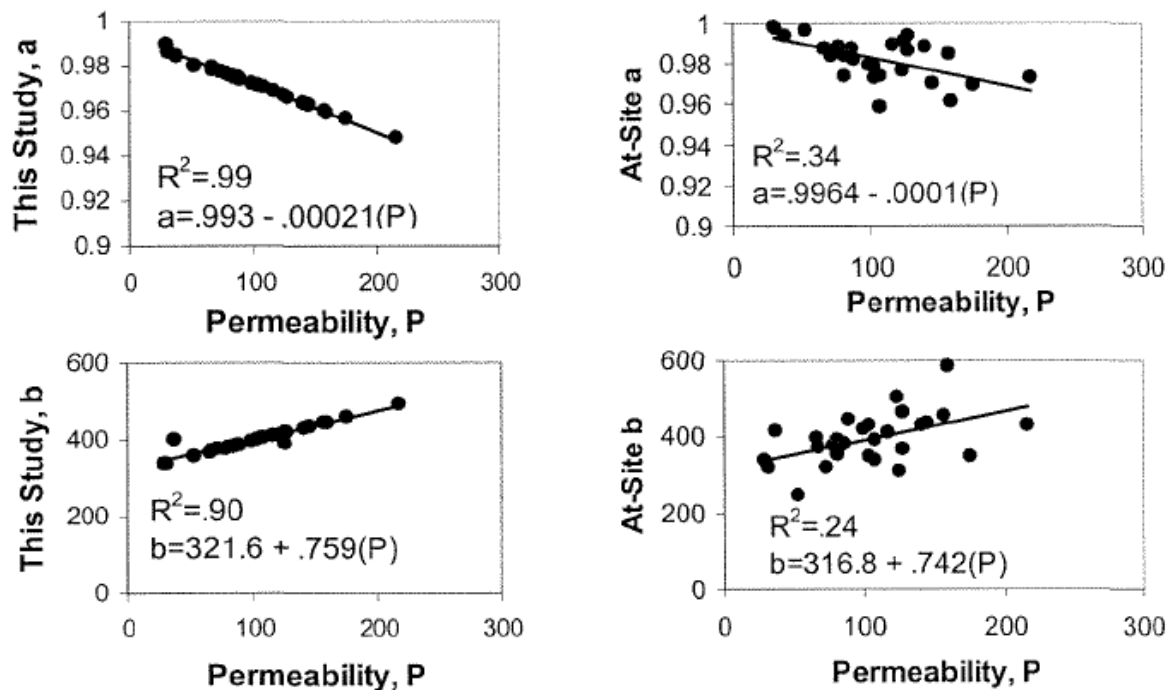 This Study, a
1
0.98
0.96
0.94
0.92
0.9
R²=.99
a=.993 - .00021(P)
0 100 200 300
Permeability, P
At-Site a
1
0.98
0.96
0.94
0.92
0.9
R²=.34
a=.9964 - .0001(P)
0 100 200 300
Permeability, P
This Study, b
600
400
200
0
R²=.90
b=321.6 + .759(P)
0 100 200 300
Permeability, P
At-Site b
600
400
200
0
R²=.24
b=316.8 + .742(P)
0 100 200 300
Permeability, P